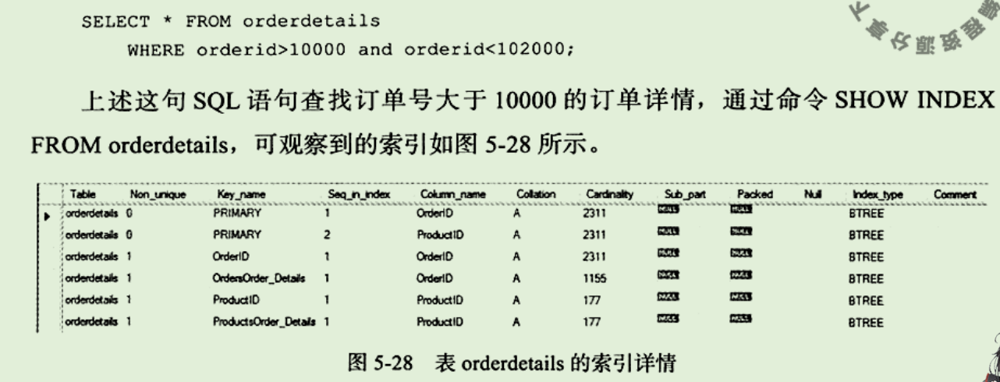 SELECT * FROM orderdetails
WHERE orderid>10000 and orderid<102000;
上述这句 SQL 语句查找订单号大于 10000 的订单详情，通过命令 SHOW INDEX
FROM orderdetails，可观察到的索引如图 5-28 所示。
Table Non_unique Key_name Seq_in_index Column_name Collation Cardinality Sub_part Packed Null Index_type Comment
orderdetails 0 PRIMARY 1 OrderID A 2311 NULL NULL BTREE
orderdetails 0 PRIMARY 2 ProductID A 2311 NULL NULL BTREE
orderdetails 1 OrderID 1 OrderID A 2311 NULL NULL BTREE
orderdetails 1 OrdersOrder_Details 1 OrderID A 1155 NULL NULL BTREE
orderdetails 1 ProductID 1 ProductID A 177 NULL NULL BTREE
orderdetails 1 ProductsOrder_Details 1 ProductID A 177 NULL NULL BTREE
图 5-28 表 orderdetails 的索引详情